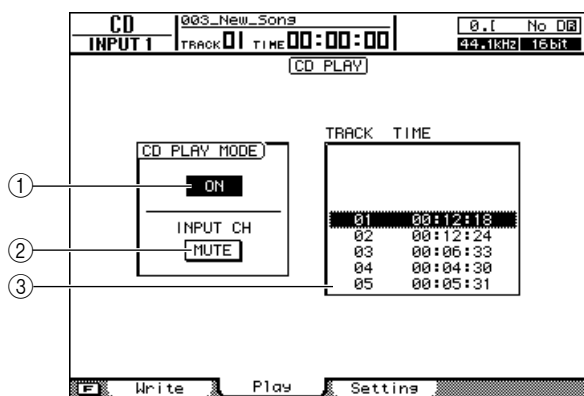 CD 003_New_Song 0.[ No DR
INPUT 1 TRACK 01 TIME 00:00:00 44.1kHz 16bit
CD PLAY
TRACK TIME
CD PLAY MODE
① ON
01 00:12:18
INPUT CH
02 00:12:24
② MUTE
03 00:06:33
③
04 00:04:30
05 00:05:31
F Write Play Setting